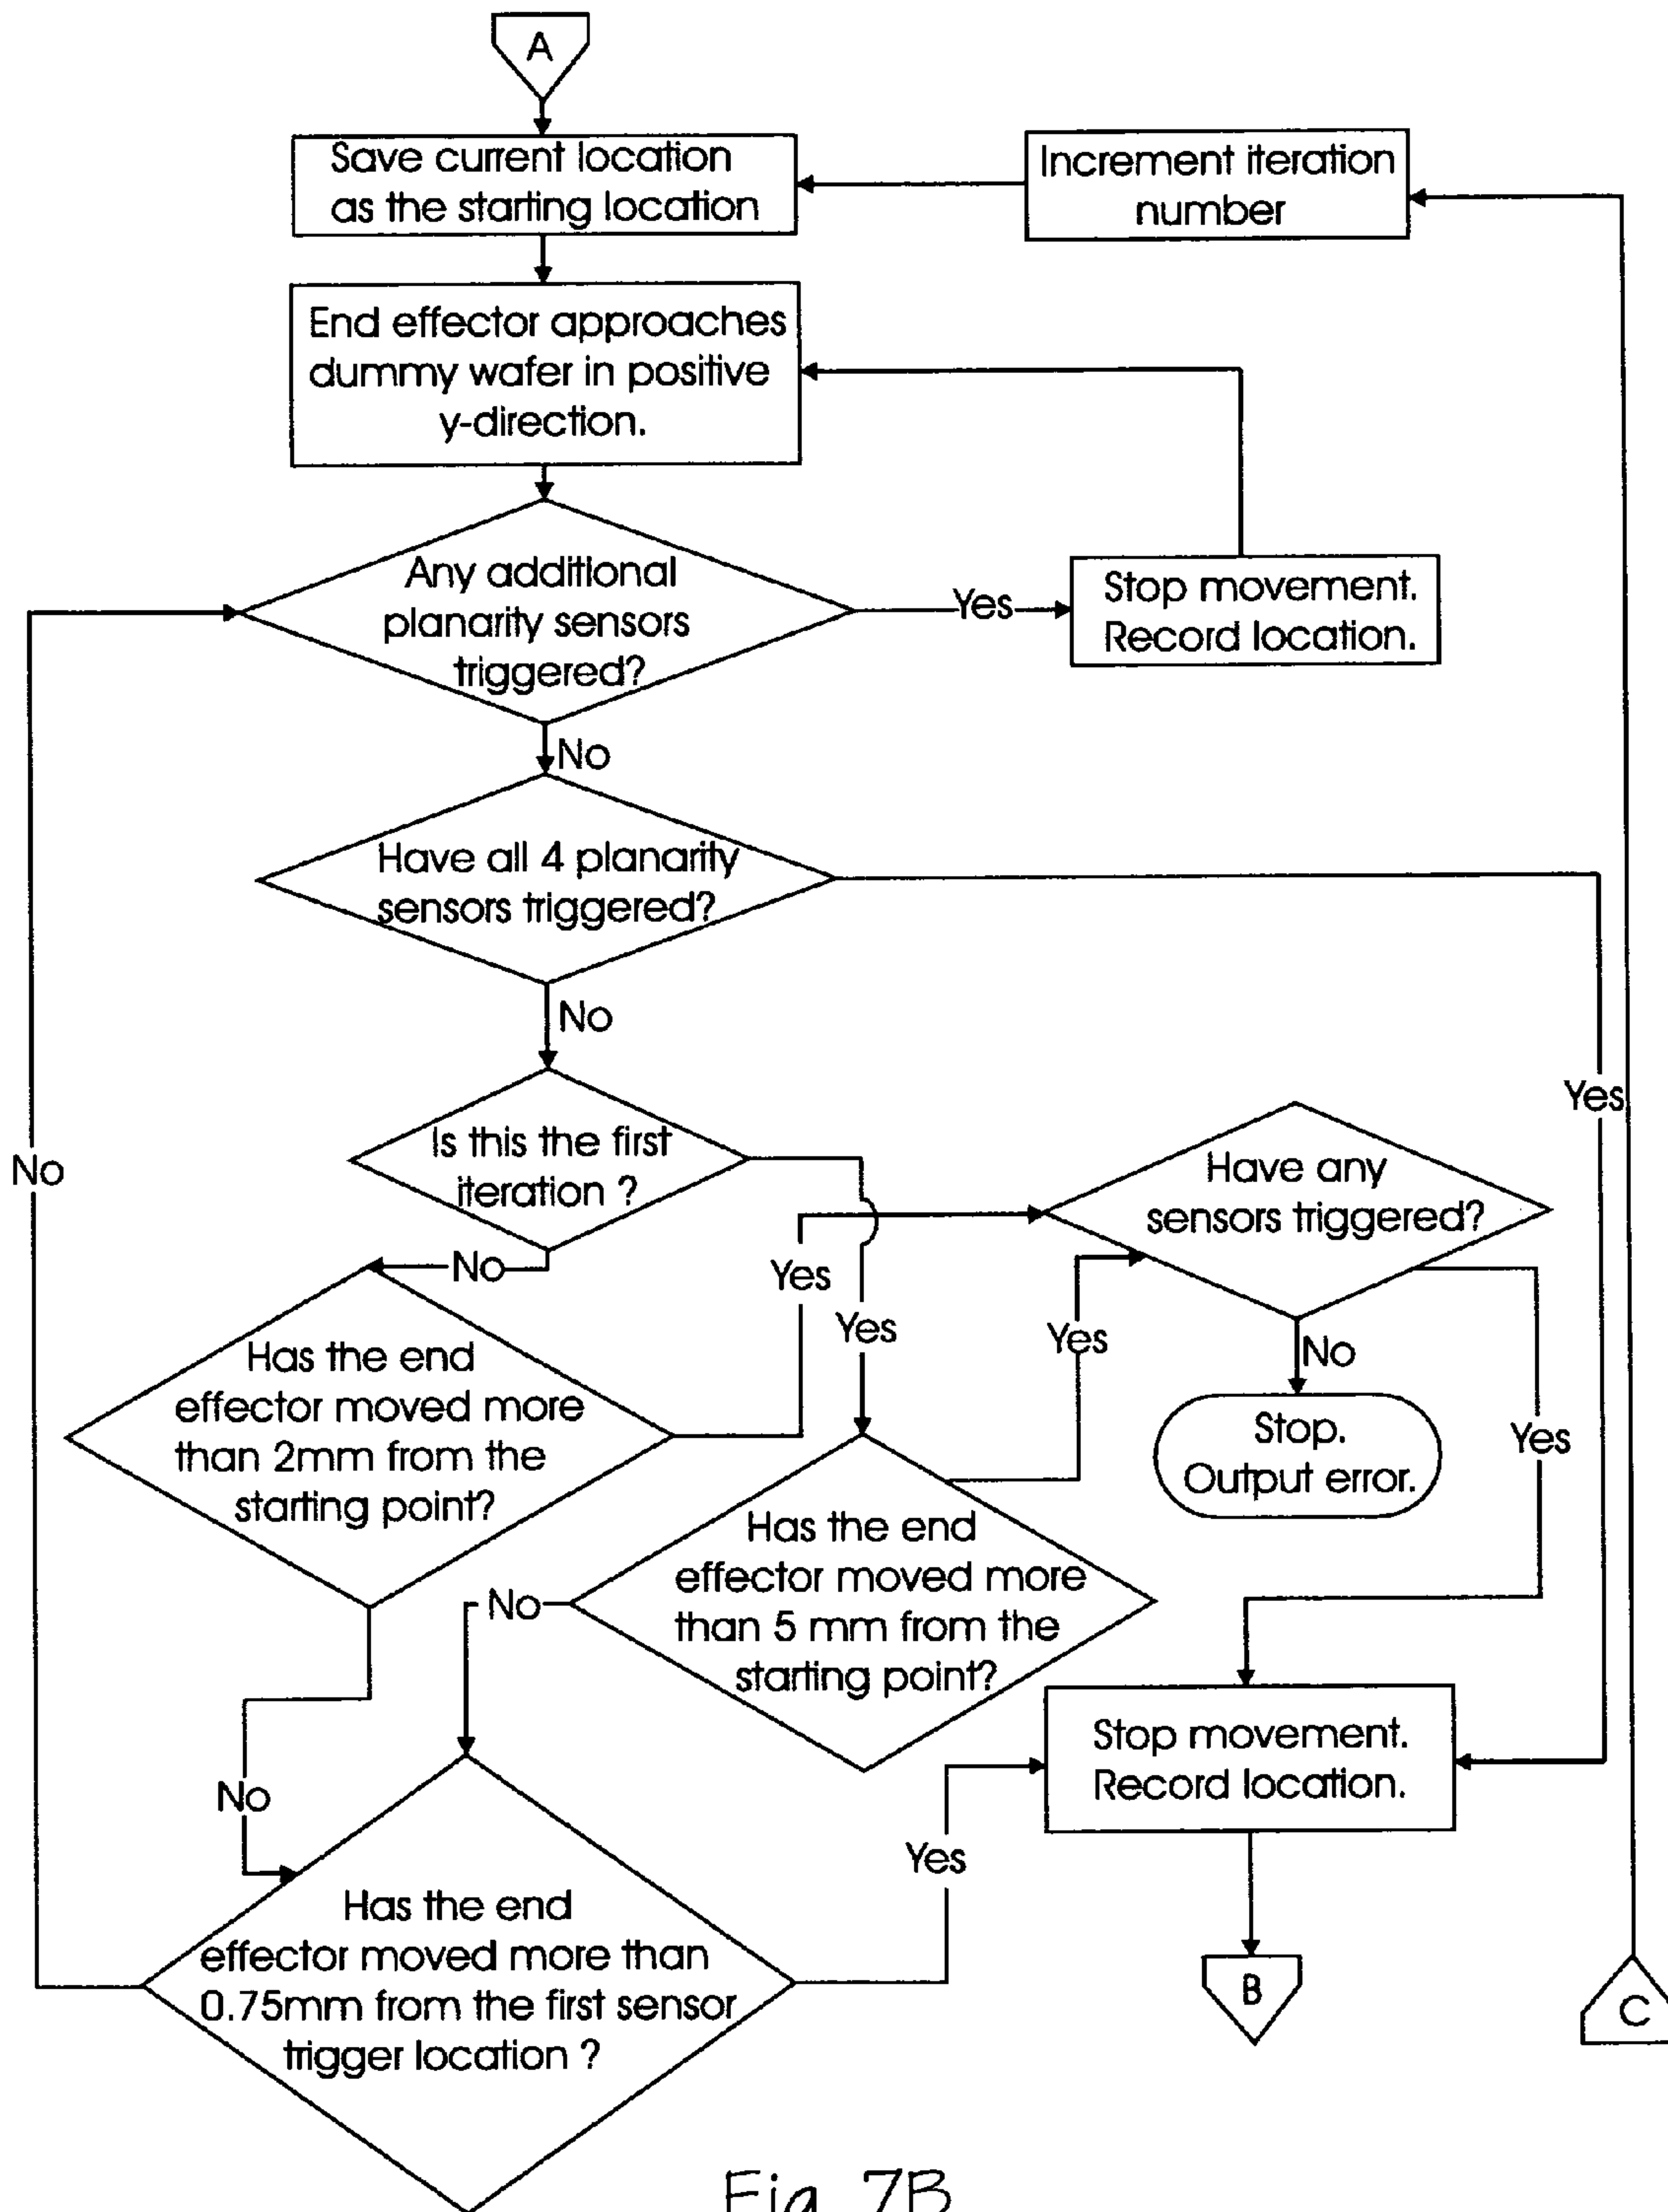 A
Save current location
as the starting location
Increment iteration
number
End effector approaches
dummy wafer in positive
y-direction.
Any additional
planarity sensors
triggered?
Yes
Stop movement.
Record location.
No
Have all 4 planarity
sensors triggered?
No
Yes
Is this the first
iteration ?
Have any
sensors triggered?
No
No
Yes
Yes
Yes
No
Has the end
effector moved more
than 2mm from the
starting point?
Stop.
Output error.
Yes
Has the end
effector moved more
than 5 mm from the
starting point?
No
Stop movement.
Record location.
No
Yes
Has the end
effector moved more than
0.75mm from the first sensor
trigger location ?
B
C
Fig. 7B